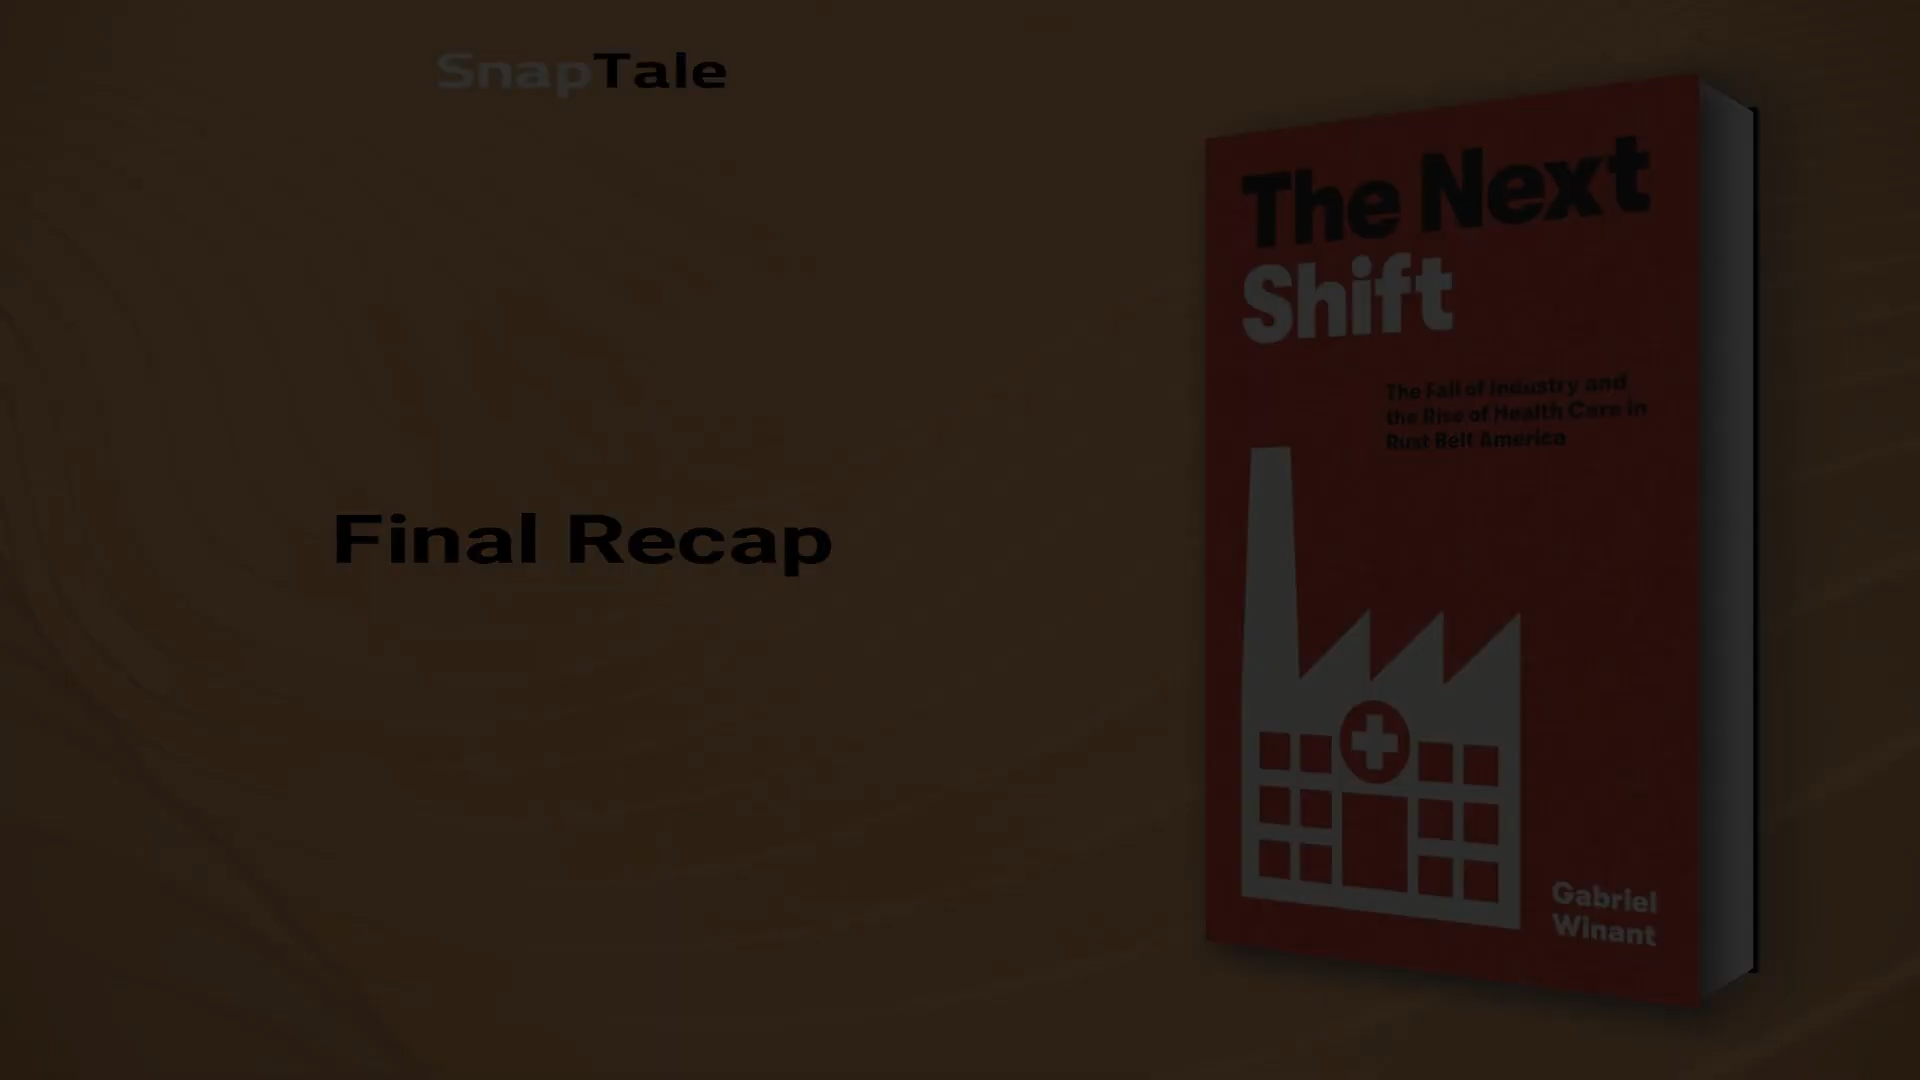 SnapTale
Final Recap
The Next
Shift
The Fall of Industry and
the Rise of Health Care in
Rust Belt America
Gabriel
Winant